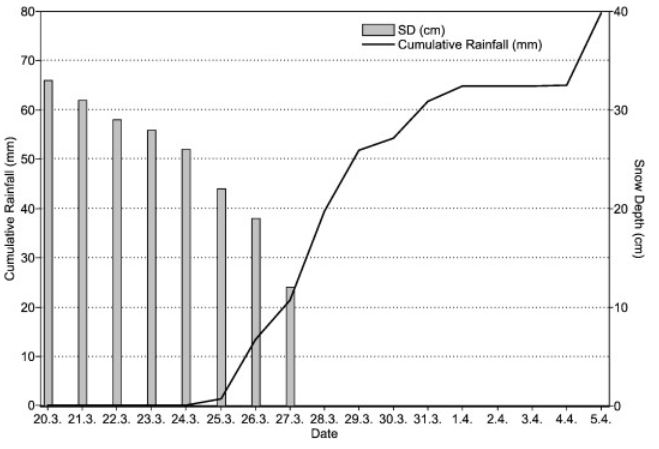 80
70
60
50
40
30
20
10
0
Cumulative Rainfall (mm)
SD (cm)
Cumulative Rainfall (mm)
40
30
20
10
0
Snow Depth (cm)
20.3. 21.3. 22.3. 23.3. 24.3. 25.3. 26.3. 27.3. 28.3. 29.3. 30.3. 31.3. 1.4. 2.4. 3.4. 4.4. 5.4.
Date